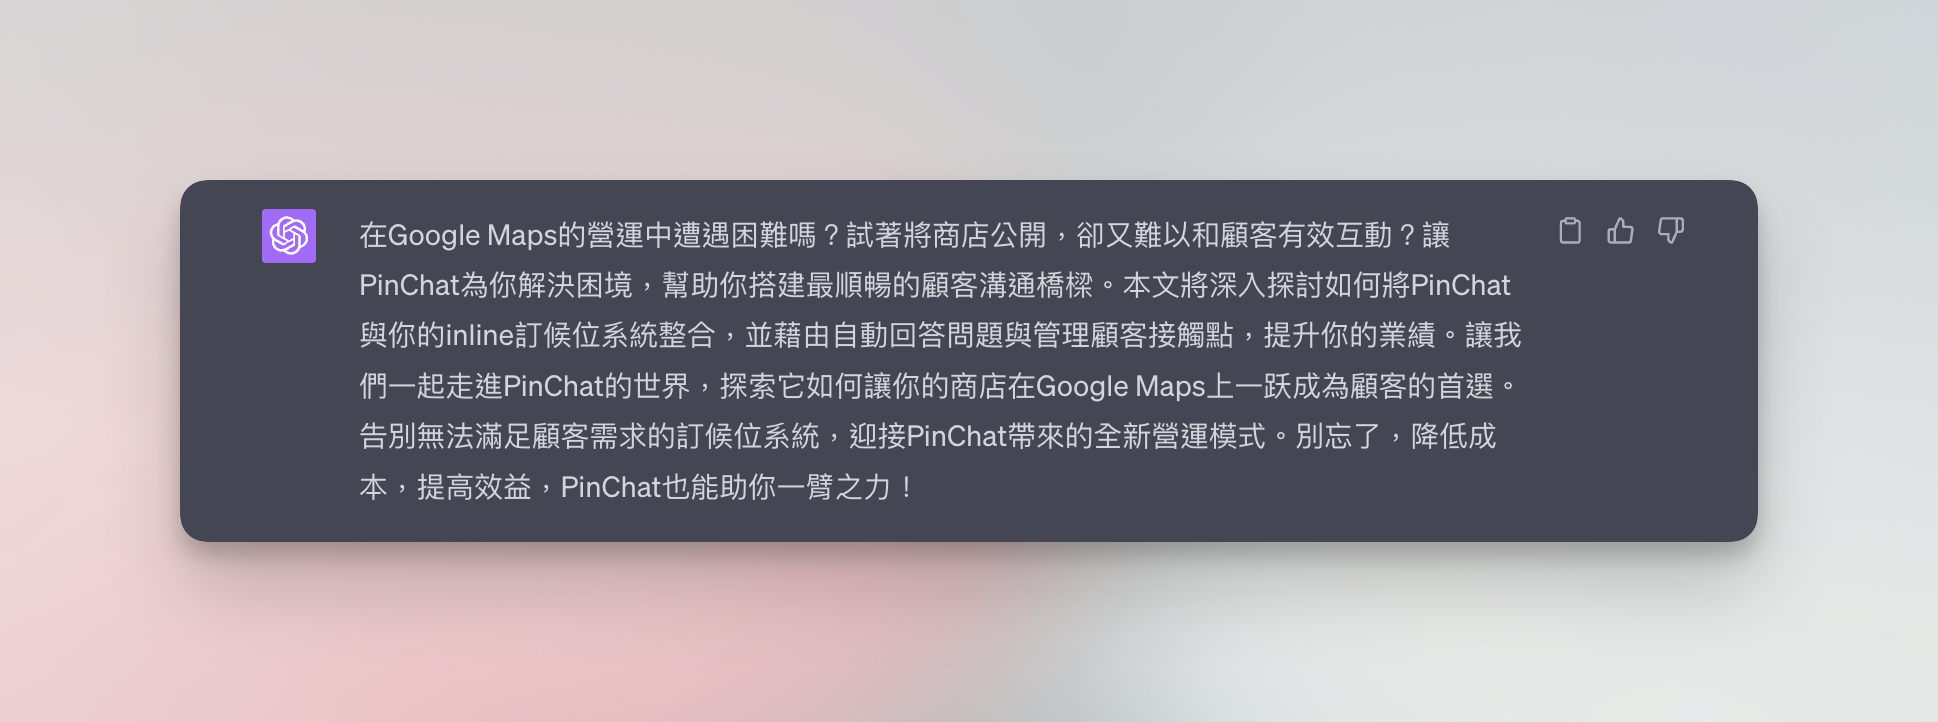 在Google Maps的營運中遭遇困難嗎？試著將商店公開，卻又難以和顧客有效互動？讓
PinChat為你解決困境，幫助你搭建最順暢的顧客溝通橋樑。本文將深入探討如何將PinChat
與你的inline訂候位系統整合，並藉由自動回答問題與管理顧客接觸點，提升你的業績。讓我
們一起走進PinChat的世界，探索它如何讓你的商店在Google Maps上一跃成為顧客的首選。
告別無法滿足顧客需求的訂候位系統，迎接PinChat帶來的全新營運模式。別忘了，降低成
本，提高效益，PinChat也能助你一臂之力！